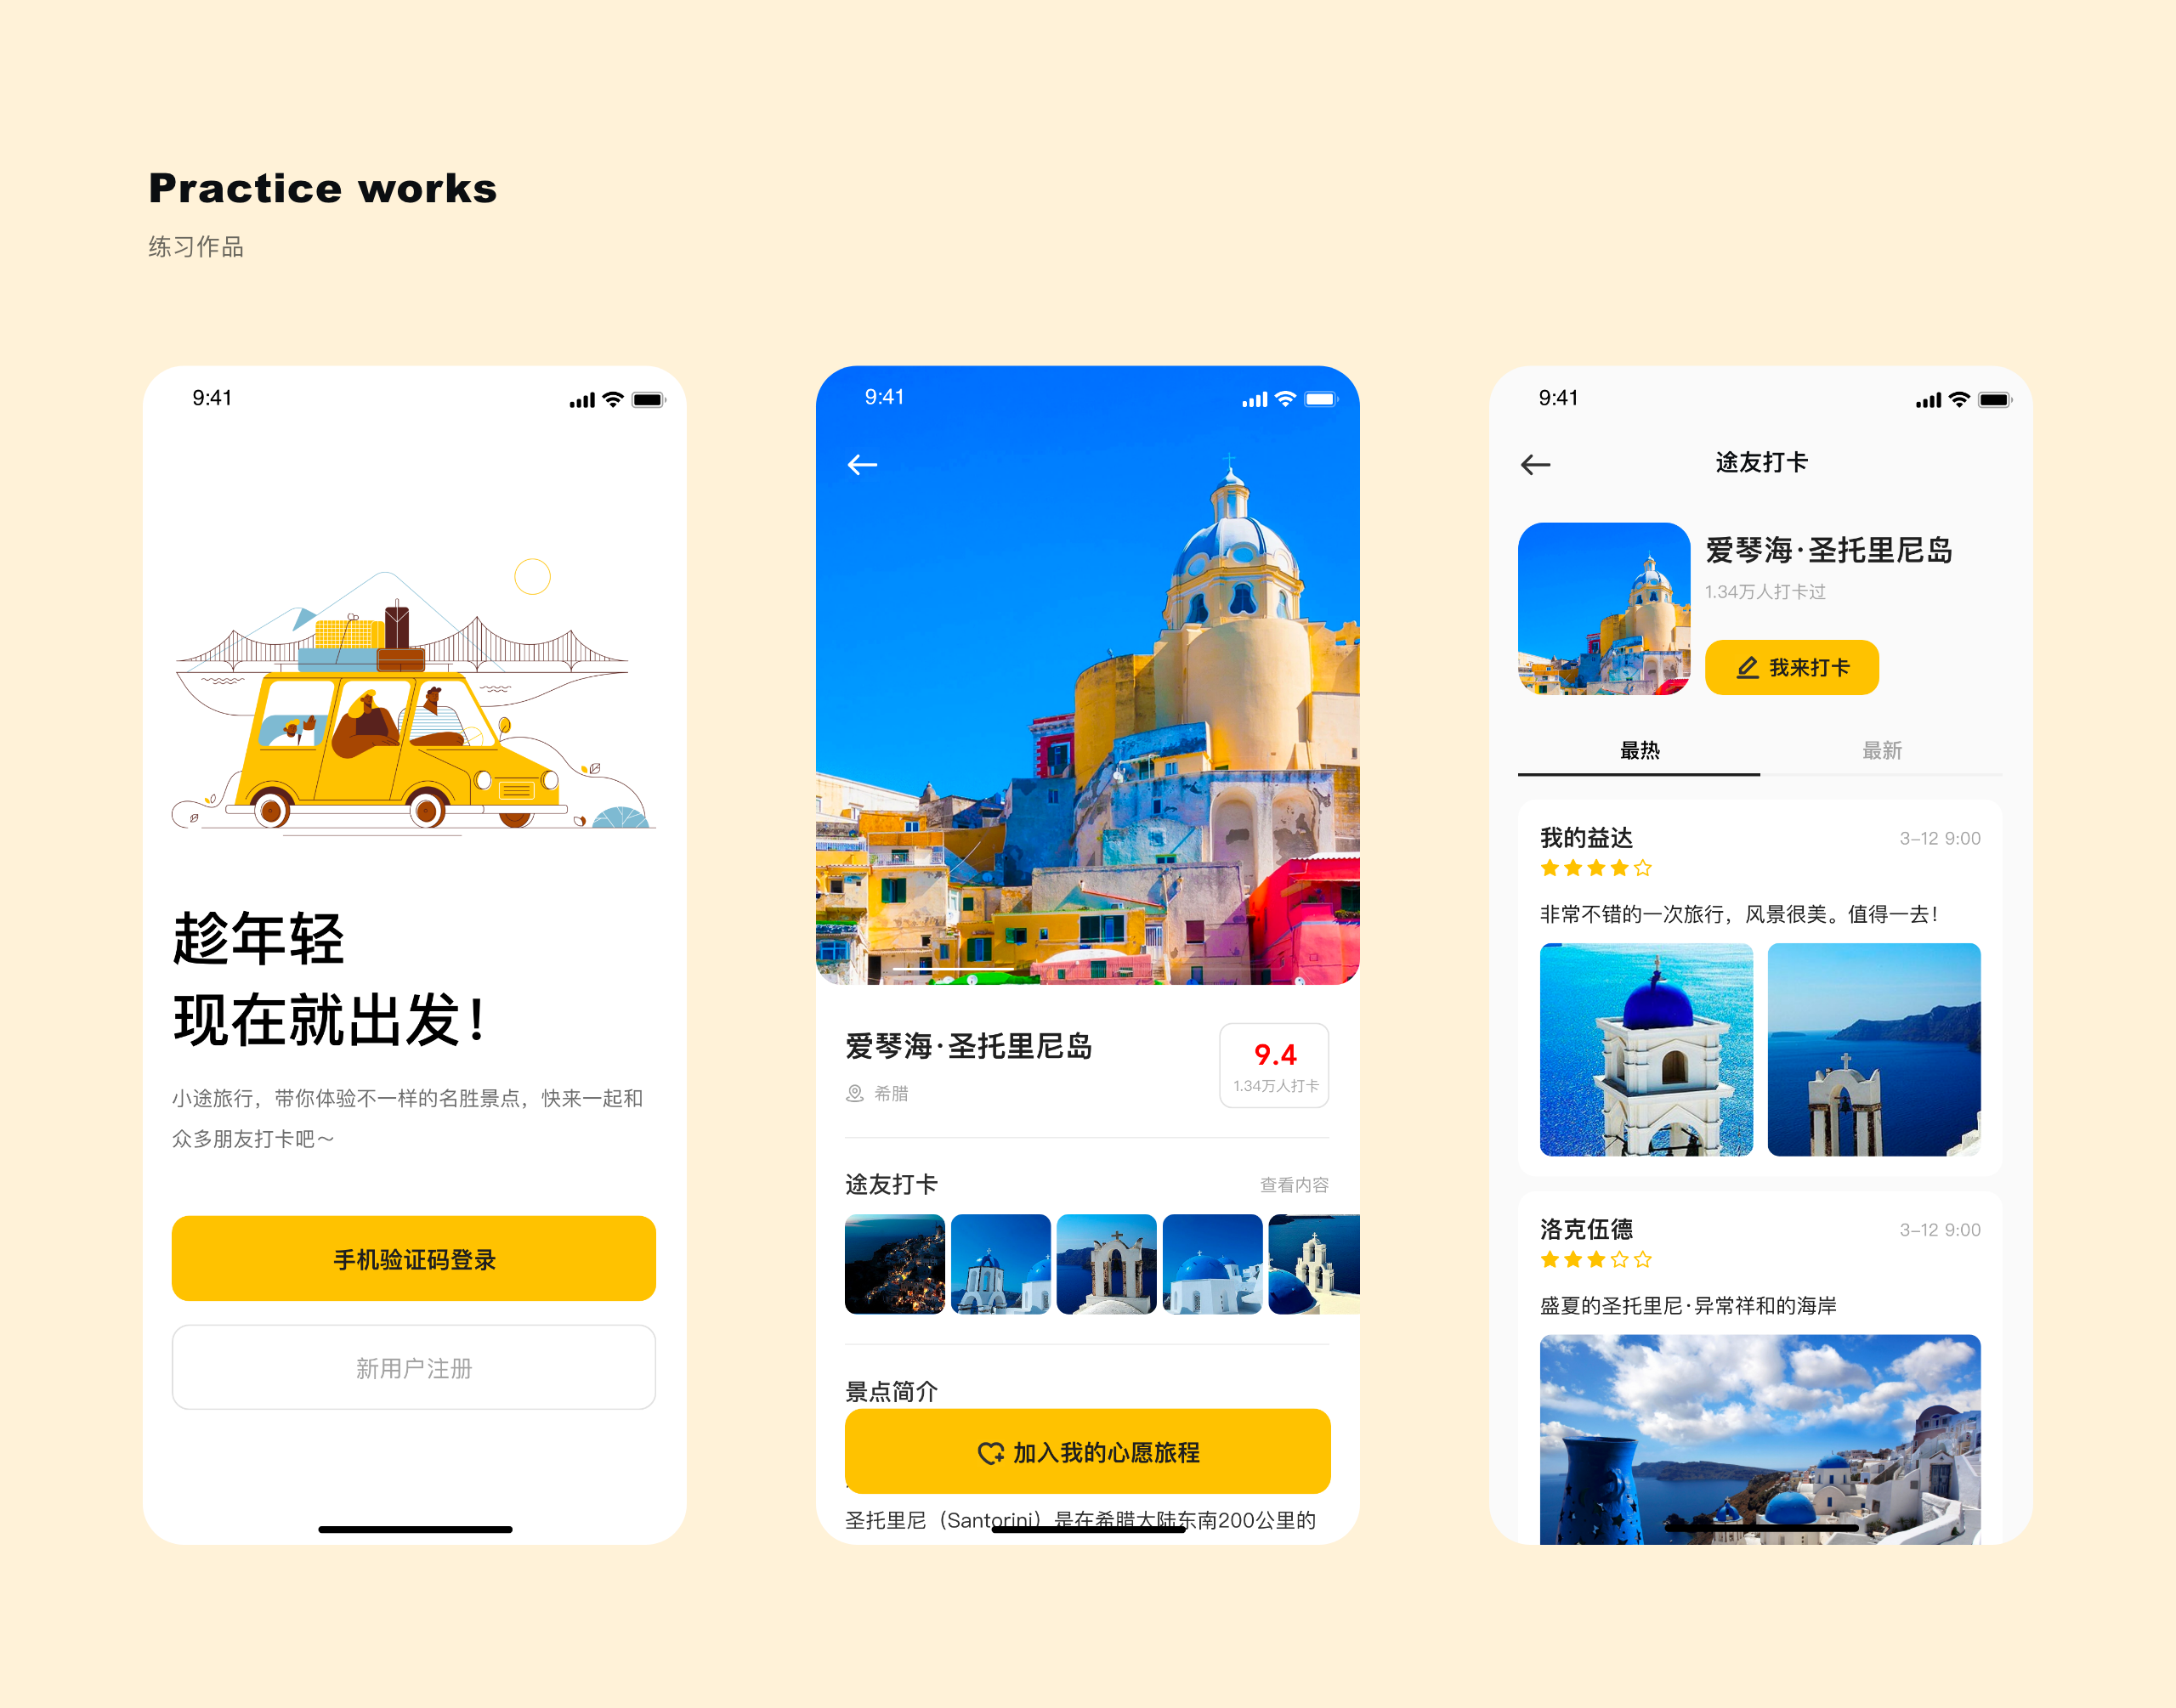 Practice works
练习作品
9:41
趁年轻
现在就出发！
小途旅行，带你体验不一样的名胜景点，快来一起和
众多朋友打卡吧～
手机验证码登录
新用户注册
9:41
爱琴海·圣托里尼岛
希腊
9.4
1.34万人打卡
途友打卡
查看内容
景点简介
加入我的心愿旅程
圣托里尼（Santorini）是在希腊大陆东南200公里的
9:41
途友打卡
爱琴海·圣托里尼岛
1.34万人打卡过
我来打卡
最热
最新
我的益达
3-12 9:00
非常不错的一次旅行，风景很美。值得一去！
洛克伍德
3-12 9:00
盛夏的圣托里尼·异常祥和的海岸